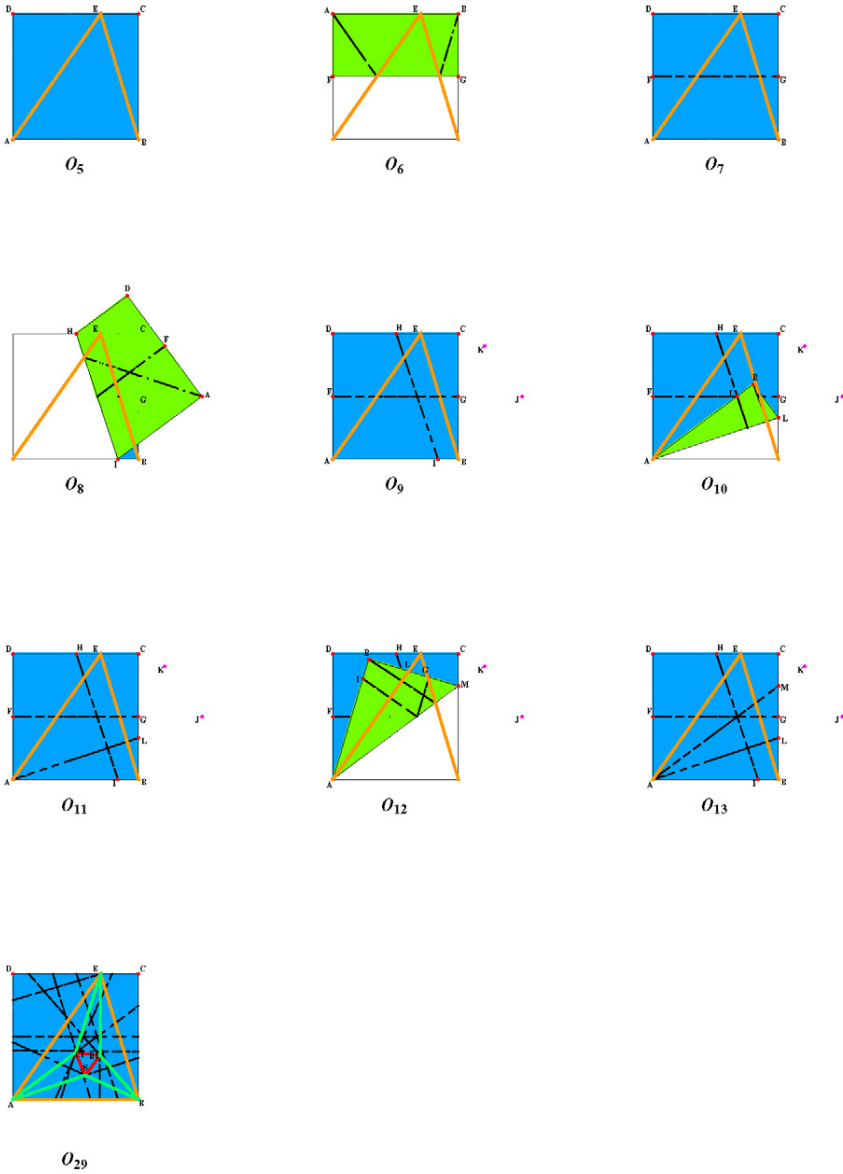 D E C
A B
O5
A E B
F G
O6
D E C
F G
A B
O7
D
H E C
F
G A
I B
O8
D H E C
K
F G J
A I B
O9
D H E C
K
B
F L G J
L
A
O10
D H E C
K
F G J
L
A I B
O11
D H E C
B L K
I G M
F J
A
O12
D H E C
K
M
F G J
L
A I B
O13
D E C
A B
O29